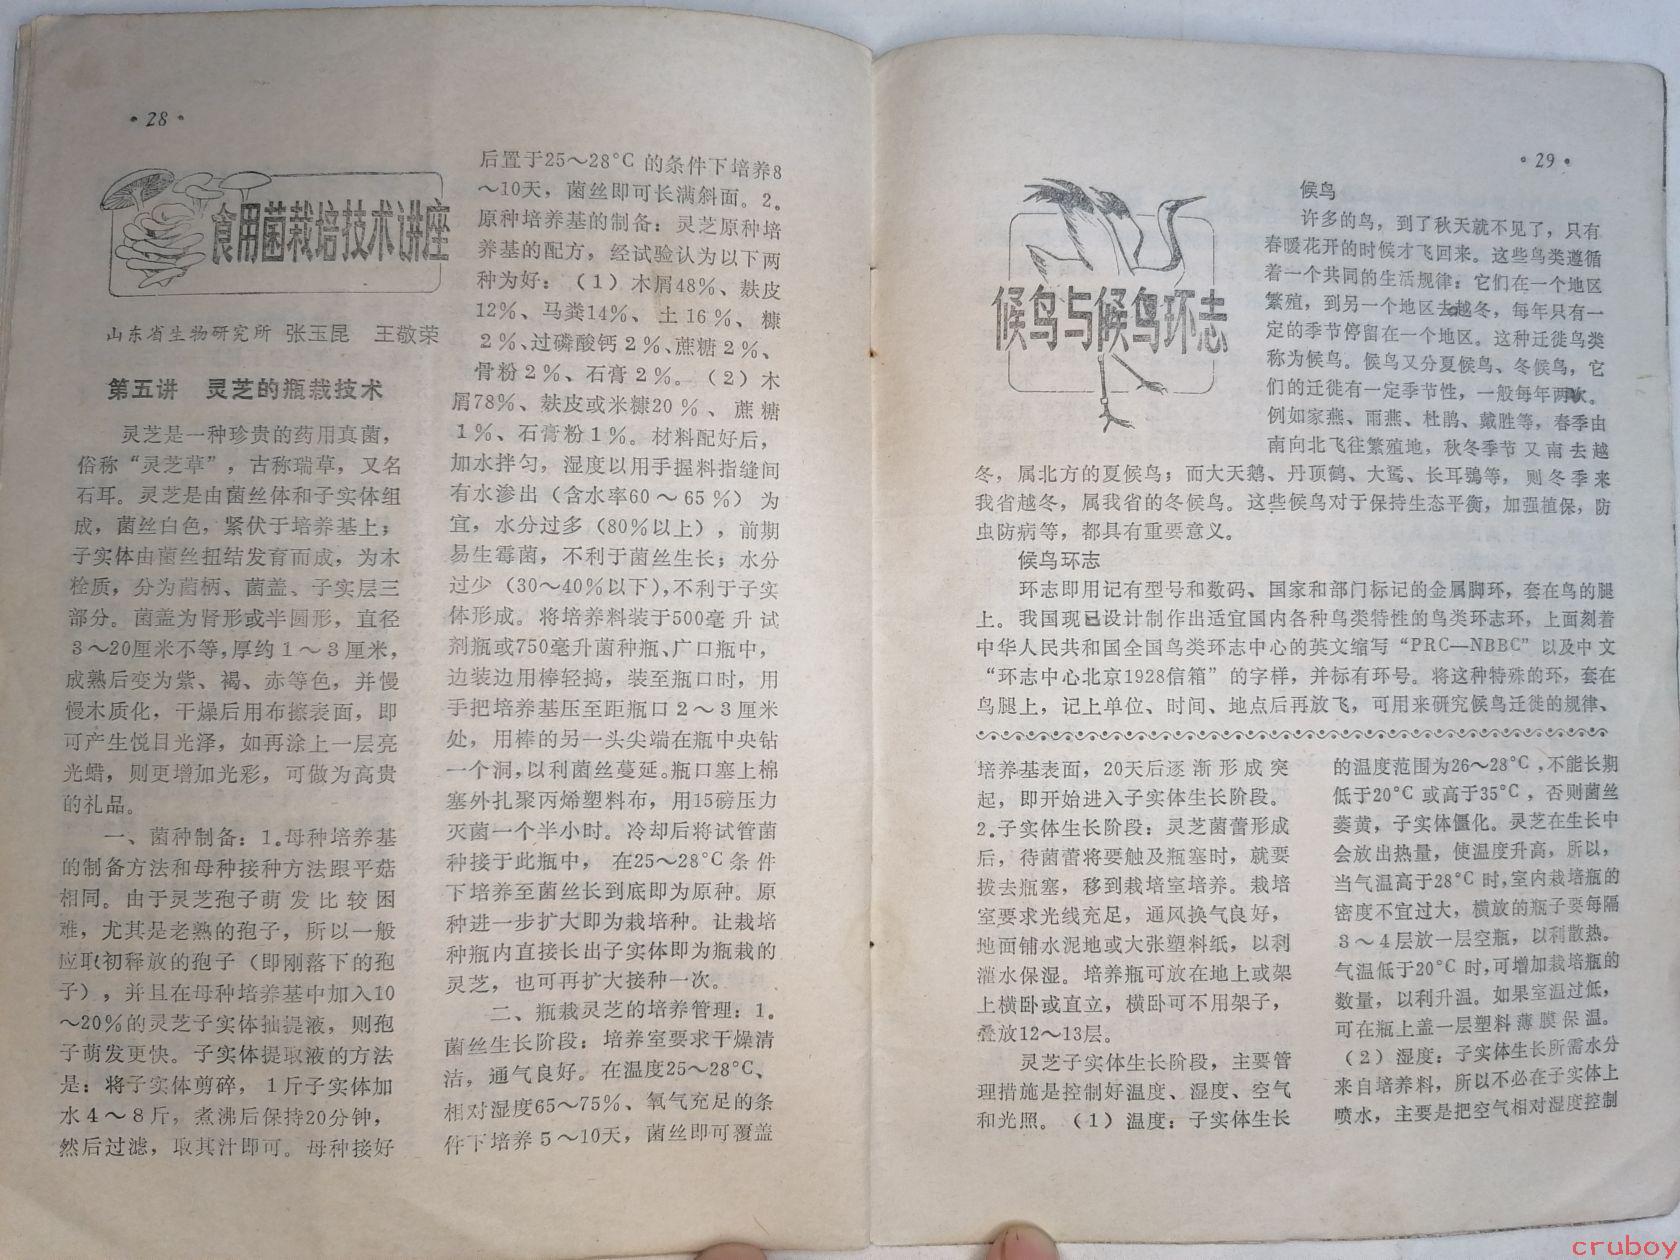 ·28·
食用菌栽培技术讲座
山东省生物研究所 张玉昆 王敬荣
第五讲 灵芝的瓶栽技术
灵芝是一种珍贵的药用真菌，
俗称“灵芝草”，古称瑞草，又名
石耳。灵芝是由菌丝体和子实体组
成，菌丝白色，紧伏于培养基上；
子实体由菌丝扭结发育而成，为木
栓质，分为菌柄、菌盖、子实层三
部分。菌盖为肾形或半圆形，直径
3～20厘米不等，厚约1～3厘米，
成熟后变为紫、褐、赤等色，并慢
慢木质化，干燥后用布擦表面，即
可产生悦目光泽，如再涂上一层亮
光蜡，则更增加光彩，可做为高贵
的礼品。
一、菌种制备：1.母种培养基
的制备方法和母种接种方法跟平菇
相同。由于灵芝孢子萌发比较困
难，尤其是老熟的孢子，所以一般
应取初释放的孢子（即刚落下的孢
子），并且在母种培养基中加入10
～20％的灵芝子实体抽提液，则孢
子萌发更快。子实体提取液的方法
是：将子实体剪碎，1斤子实体加
水4～8斤，煮沸后保持20分钟，
然后过滤，取其汁即可。母种接好
后置于25～28°C的条件下培养8
～10天，菌丝即可长满斜面。2.
原种培养基的制备：灵芝原种培
养基的配方，经试验认为以下两
种为好：（1）木屑48％、麸皮
12％、马粪14％、土16％、糠
2％、过磷酸钙2％、蔗糖2％、
骨粉2％、石膏2％。（2）木
屑78％、麸皮或米糠20％、蔗糖
1％、石膏粉1％。材料配好后，
加水拌匀，湿度以用手握料指缝间
有水渗出（含水率60～65％）为
宜，水分过多（80％以上），前期
易生霉菌，不利于菌丝生长；水分
过少（30～40％以下），不利于子实
体形成。将培养料装于500毫升试
剂瓶或750毫升菌种瓶、广口瓶中，
边装边用棒轻捣，装至瓶口时，用
手把培养基压至距瓶口2～3厘米
处，用棒的另一头尖端在瓶中央钻
一个洞，以利菌丝蔓延。瓶口塞上棉
塞外扎聚丙烯塑料布，用15磅压力
灭菌一个半小时。冷却后将试管菌
种接于此瓶中，在25～28°C条件
下培养至菌丝长到底即为原种。原
种进一步扩大即为栽培种。让栽培
种瓶内直接长出子实体即为瓶栽的
灵芝，也可再扩大接种一次。
二、瓶栽灵芝的培养管理：1.
菌丝生长阶段：培养室要求干燥清
洁，通气良好。在温度25～28°C、
相对湿度65～75％、氧气充足的条
件下培养5～10天，菌丝即可覆盖
·29·
候鸟与候鸟环志
候鸟
许多的鸟，到了秋天就不见了，只有
春暖花开的时候才飞回来。这些鸟类遵循
着一个共同的生活规律：它们在一个地区
繁殖，到另一个地区去越冬，每年只有一
定的季节停留在一个地区。这种迁徙鸟类
称为候鸟。候鸟又分夏候鸟、冬候鸟，它
们的迁徙有一定季节性，一般每年两次。
例如家燕、雨燕、杜鹃、戴胜等，春季由
南向北飞往繁殖地，秋冬季节又南去越
冬，属北方的夏候鸟；而大天鹅、丹顶鹤、大鵟、长耳鴞等，则冬季来
我省越冬，属我省的冬候鸟。这些候鸟对于保持生态平衡，加强植保，防
虫防病等，都具有重要意义。
候鸟环志
环志即用记有型号和数码、国家和部门标记的金属脚环，套在鸟的腿
上。我国现已设计制作出适宜国内各种鸟类特性的鸟类环志环，上面刻着
中华人民共和国全国鸟类环志中心的英文缩写“PRC—NBBC”以及中文
“环志中心北京1928信箱”的字样，并标有环号。将这种特殊的环，套在
鸟腿上，记上单位、时间、地点后再放飞，可用来研究候鸟迁徙的规律、
培养基表面，20天后逐渐形成突
起，即开始进入子实体生长阶段。
2.子实体生长阶段：灵芝菌蕾形成
后，待菌蕾将要触及瓶塞时，就要
拨去瓶塞，移到栽培室培养。栽培
室要求光线充足，通风换气良好，
地面铺水泥地或大张塑料纸，以利
灌水保湿。培养瓶可放在地上或架
上横卧或直立，横卧可不用架子，
叠放12～13层。
灵芝子实体生长阶段，主要管
理措施是控制好温度、湿度、空气
和光照。（1）温度：子实体生长
的温度范围为26～28°C，不能长期
低于20°C或高于35°C，否则菌丝
萎黄，子实体僵化。灵芝在生长中
会放出热量，使温度升高，所以，
当气温高于28°C时，室内栽培瓶的
密度不宜过大，横放的瓶子要每隔
3～4层放一层空瓶，以利散热。
气温低于20°C时，可增加栽培瓶的
数量，以利升温。如果室温过低，
可在瓶上盖一层塑料薄膜保温。
（2）湿度：子实体生长所需水分
来自培养料，所以不必在子实体上
喷水，主要是把空气相对湿度控制
cruboy